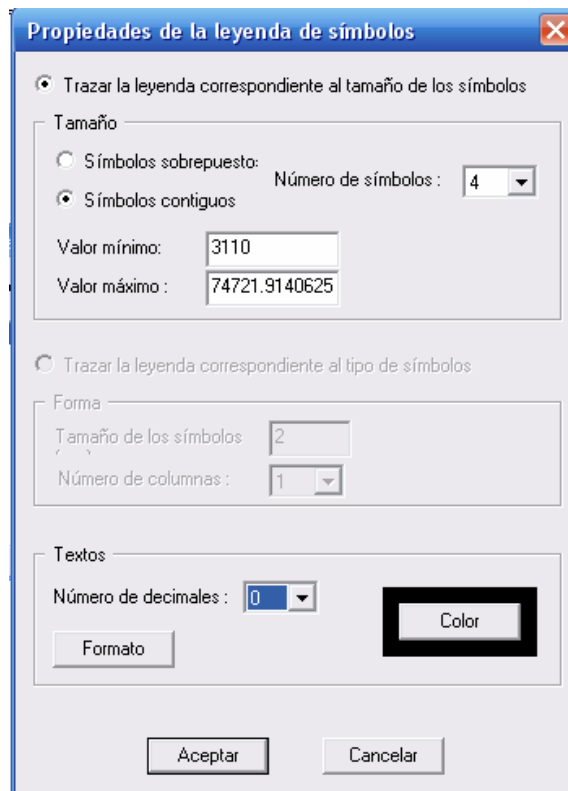 Propiedades de la leyenda de símbolos
Trazar la leyenda correspondiente al tamaño de los símbolos
Tamaño
Símbolos sobrepuesto:
Número de símbolos : 4
Símbolos contiguos
Valor mínimo: 3110
Valor máximo : 74721.9140625
Trazar la leyenda correspondiente al tipo de símbolos
Forma
Tamaño de los símbolos 2
Número de columnas : 1
Textos
Número de decimales : 0
Color
Formato
Aceptar Cancelar